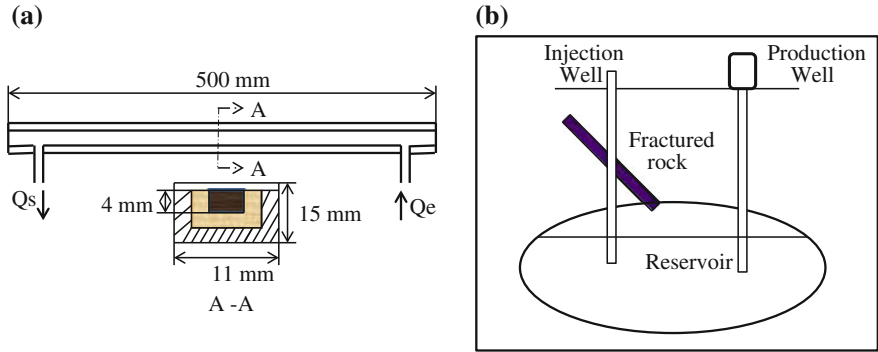 (a)
500 mm
A
A
Qs
Qe
4 mm
15 mm
11 mm
A -A
(b)
Injection
Well
Production
Well
Fractured
rock
Reservoir